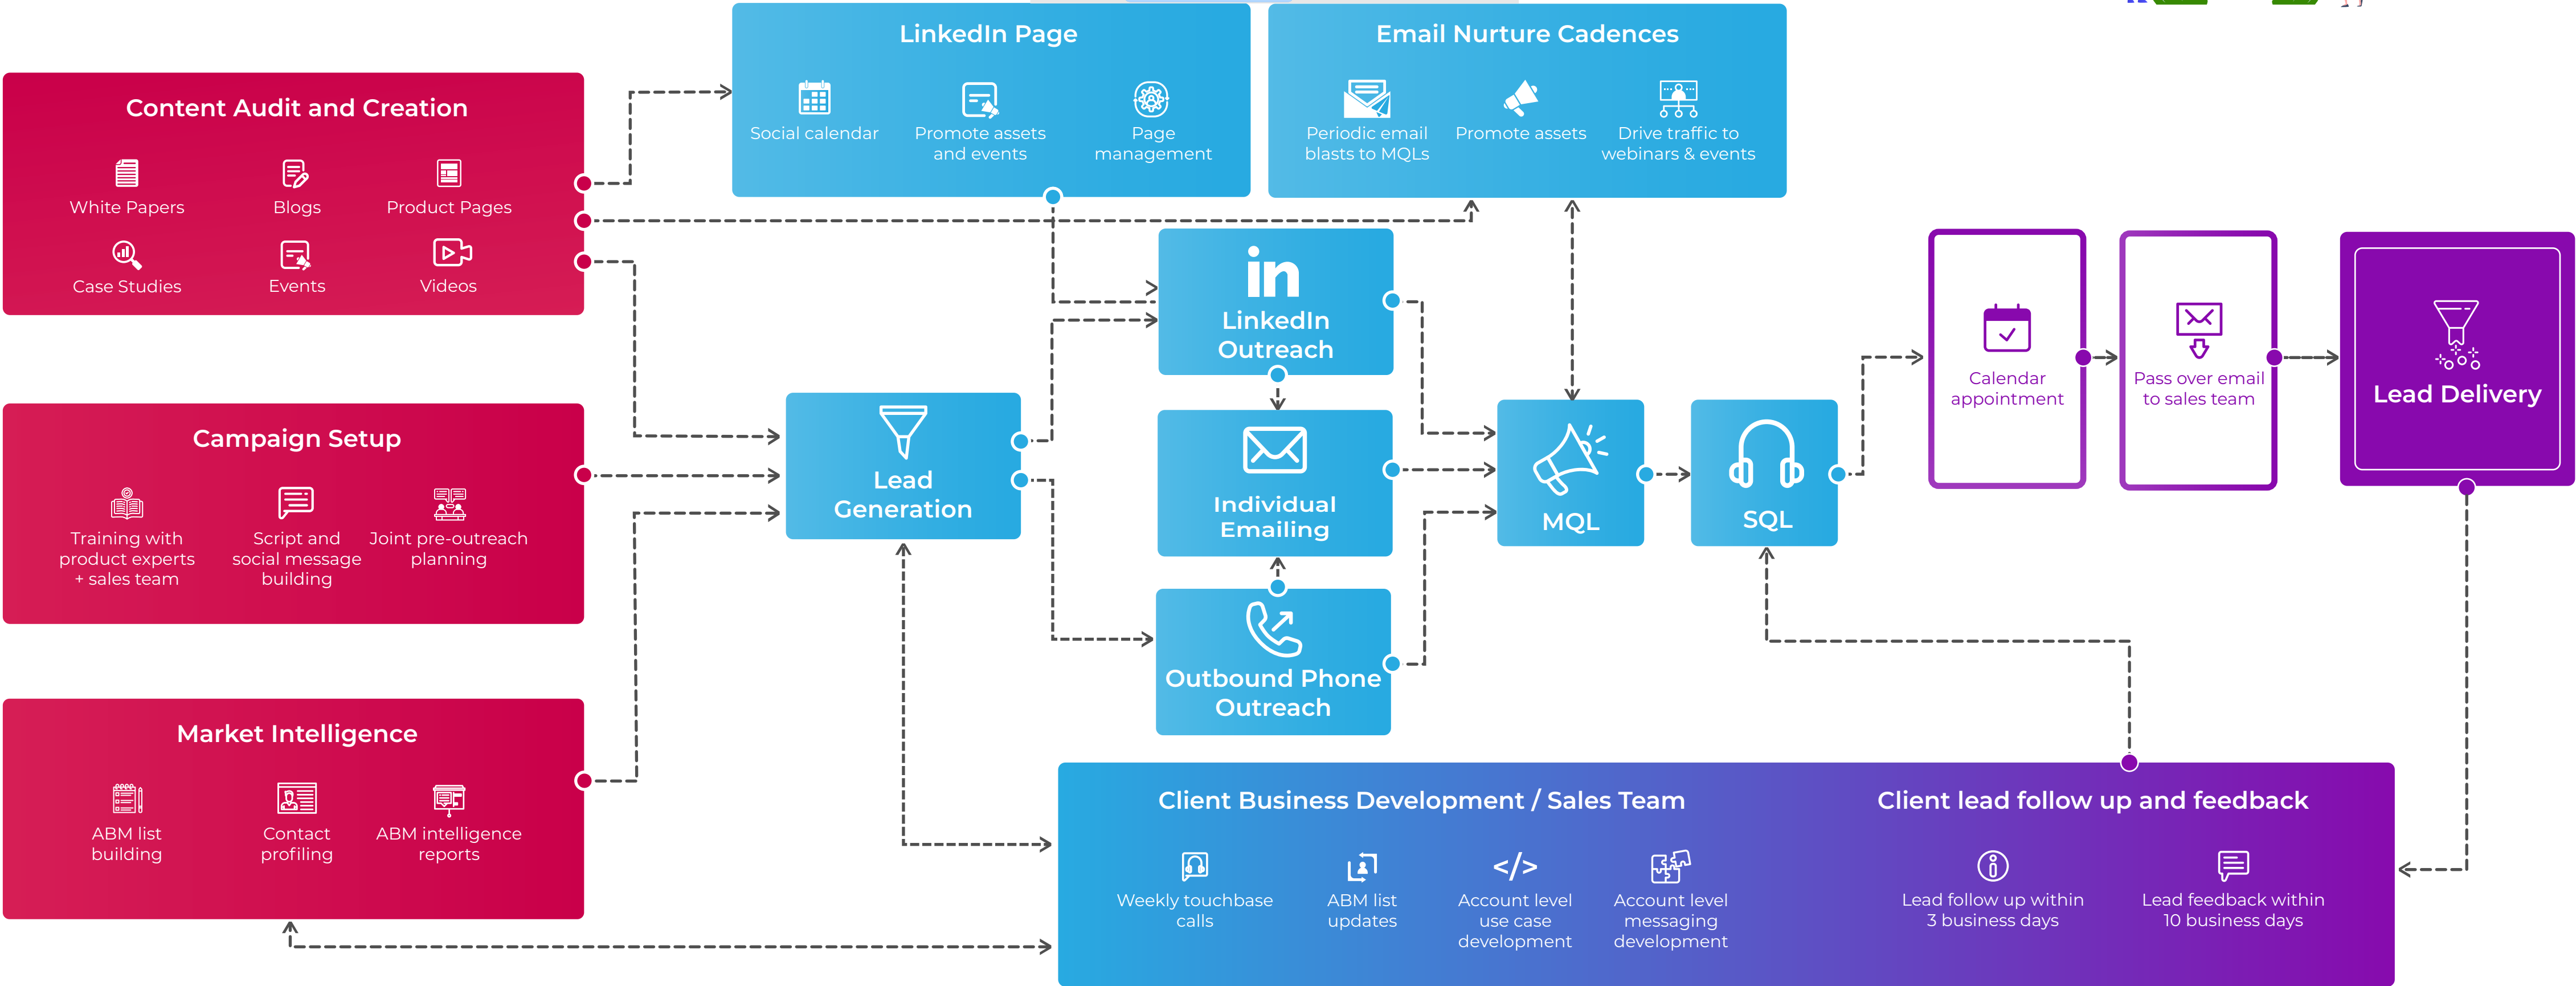 LinkedIn Page
Social calendar
Promote assets
and events
Page
management
Email Nurture Cadences
Periodic email
blasts to MQLs
Promote assets
Drive traffic to
webinars & events
Content Audit and Creation
White Papers
Blogs
Product Pages
Case Studies
Events
Videos
Campaign Setup
Training with
product experts
+ sales team
Script and
social message
building
Joint pre-outreach
planning
Market Intelligence
ABM list
building
Contact
profiling
ABM intelligence
reports
Lead
Generation
in
LinkedIn
Outreach
Individual
Emailing
Outbound Phone
Outreach
MQL
SQL
Calendar
appointment
Pass over email
to sales team
Lead Delivery
Client Business Development / Sales Team
Weekly touchbase
calls
ABM list
updates
</>
Account level
use case
development
Account level
messaging
development
Client lead follow up and feedback
Lead follow up within
3 business days
Lead feedback within
10 business days